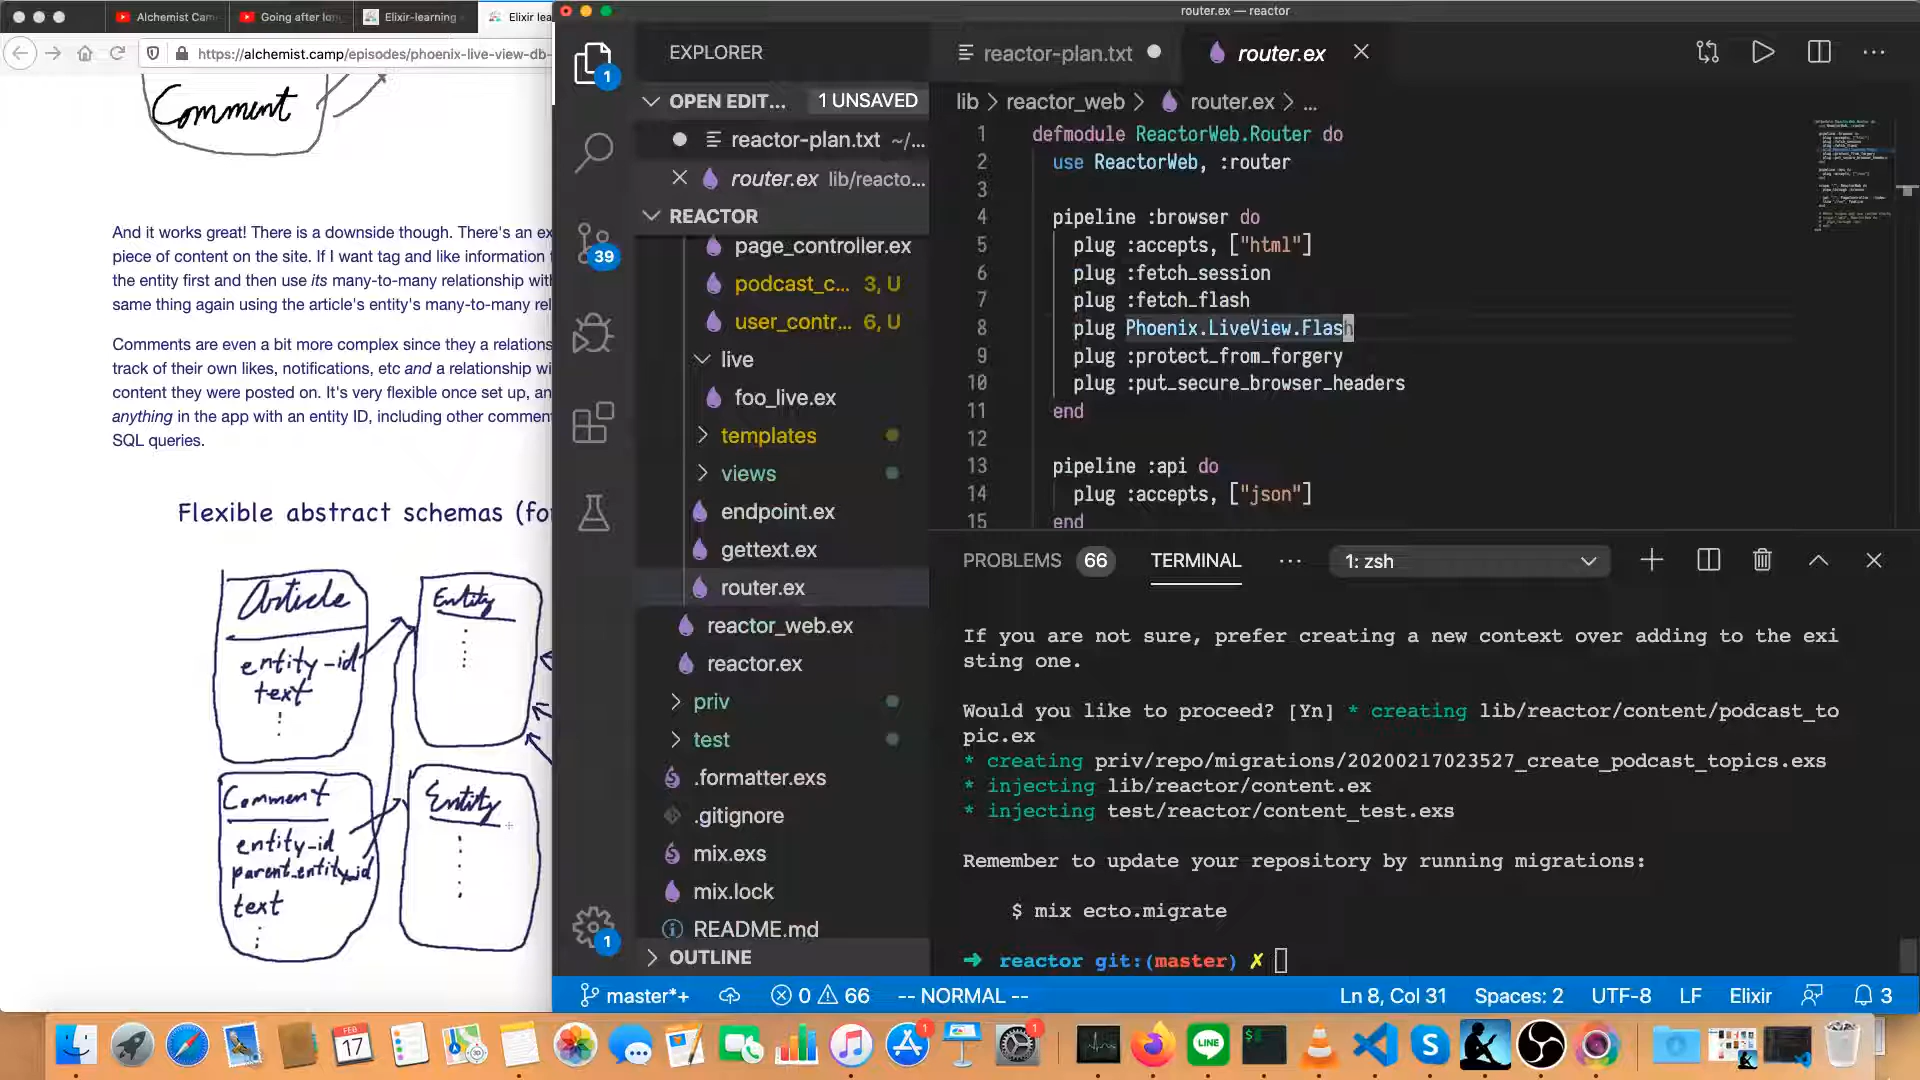 Alchemist Cam
Going after lon
Elixir-learning
Elixir lea
https://alchemist.camp/episodes/phoenix-live-view-db-
Comment
And it works great! There is a downside though. There's an ex
piece of content on the site. If I want tag and like information
the entity first and then use its many-to-many relationship with
same thing again using the article's entity's many-to-many rel
Comments are even a bit more complex since they a relations
track of their own likes, notifications, etc and a relationship wi
content they were posted on. It's very flexible once set up, an
anything in the app with an entity ID, including other commen
SQL queries.
Flexible abstract schemas (fo
Article
entity-id
text
Entity
Comment
entity-id
parent-entity-id
text
Entity
router.ex — reactor
1
39
1
EXPLORER
OPEN EDIT... 1 UNSAVED
reactor-plan.txt ~/...
router.ex lib/reacto...
REACTOR
page_controller.ex
podcast_c... 3, U
user_contr... 6, U
live
foo_live.ex
templates
views
endpoint.ex
gettext.ex
router.ex
reactor_web.ex
reactor.ex
priv
test
.formatter.exs
.gitignore
mix.exs
mix.lock
README.md
OUTLINE
reactor-plan.txt
router.ex
lib > reactor_web > router.ex > ...
1 defmodule ReactorWeb.Router do
2 use ReactorWeb, :router
3
4 pipeline :browser do
5 plug :accepts, ["html"]
6 plug :fetch_session
7 plug :fetch_flash
8 plug Phoenix.LiveView.Flash
9 plug :protect_from_forgery
10 plug :put_secure_browser_headers
11 end
12
13 pipeline :api do
14 plug :accepts, ["json"]
15 end
PROBLEMS 66 TERMINAL ... 1: zsh
If you are not sure, prefer creating a new context over adding to the exi
sting one.
Would you like to proceed? [Yn] * creating lib/reactor/content/podcast_to
pic.ex
* creating priv/repo/migrations/20200217023527_create_podcast_topics.exs
* injecting lib/reactor/content.ex
* injecting test/reactor/content_test.exs
Remember to update your repository by running migrations:
$ mix ecto.migrate
➜ reactor git:(master) ✗
master*+ 0 66 -- NORMAL -- Ln 8, Col 31 Spaces: 2 UTF-8 LF Elixir 3
FEB
17
1
1
LINE